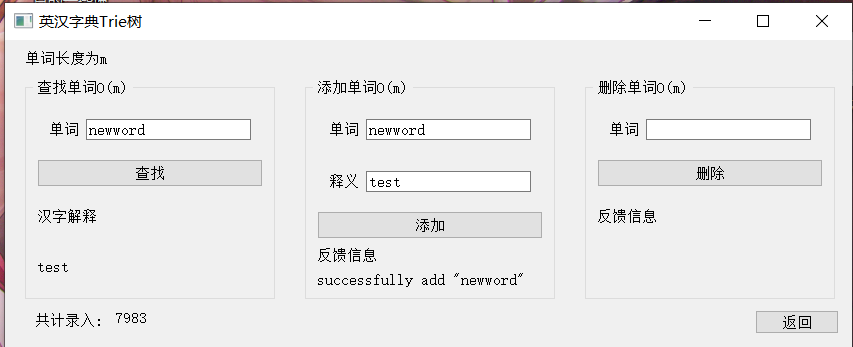 英汉字典Trie树
单词长度为m
查找单词O(m)
单词 newword
查找
汉字解释
test
添加单词O(m)
单词 newword
释义 test
添加
反馈信息
successfully add "newword"
删除单词O(m)
单词
删除
反馈信息
共计录入: 7983
返回